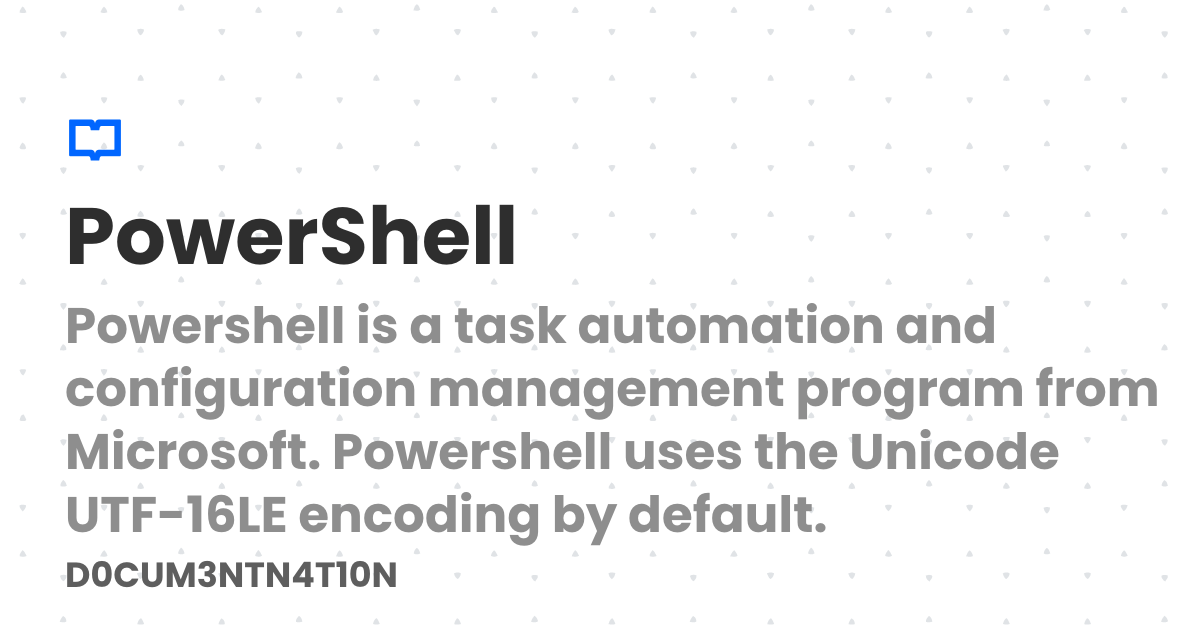 PowerShell
Powershell is a task automation and
configuration management program from
Microsoft. Powershell uses the Unicode
UTF-16LE encoding by default.
D0CUM3NTN4T10N